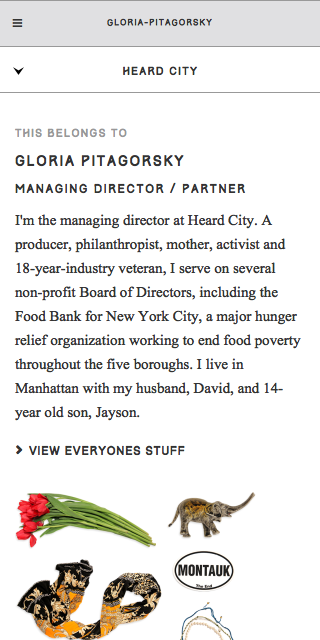 GLORIA-PITAGORSKY
HEARD CITY
THIS BELONGS TO
GLORIA PITAGORSKY
MANAGING DIRECTOR / PARTNER
I'm the managing director at Heard City. A
producer, philanthropist, mother, activist and
18-year-industry veteran, I serve on several
non-profit Board of Directors, including the
Food Bank for New York City, a major hunger
relief organization working to end food poverty
throughout the five boroughs. I live in
Manhattan with my husband, David, and 14-
year old son, Jayson.
VIEW EVERYONES STUFF
MONTAUK
The End